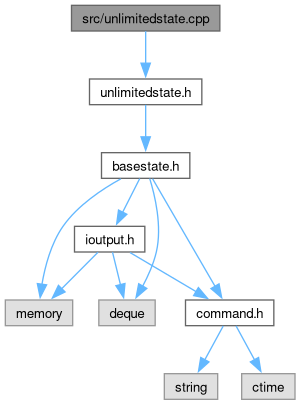 src/unlimitedstate.cpp
unlimitedstate.h
basestate.h
ioutput.h
memory
deque
command.h
string
ctime